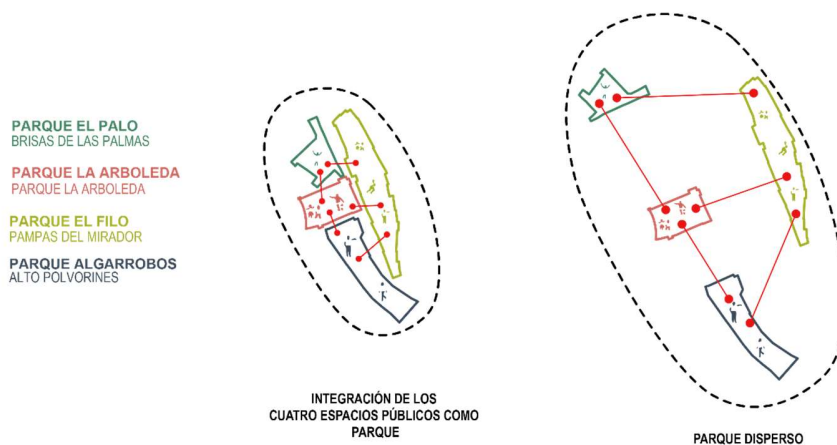 PARQUE EL PALO
BRISAS DE LAS PALMAS
PARQUE LA ARBOLEDA
PARQUE LA ARBOLEDA
PARQUE EL FILO
PAMPAS DEL MIRADOR
PARQUE ALGARROBOS
ALTO POLVORINES
INTEGRACIÓN DE LOS
CUATRO ESPACIOS PÚBLICOS COMO
PARQUE
PARQUE DISPERSO